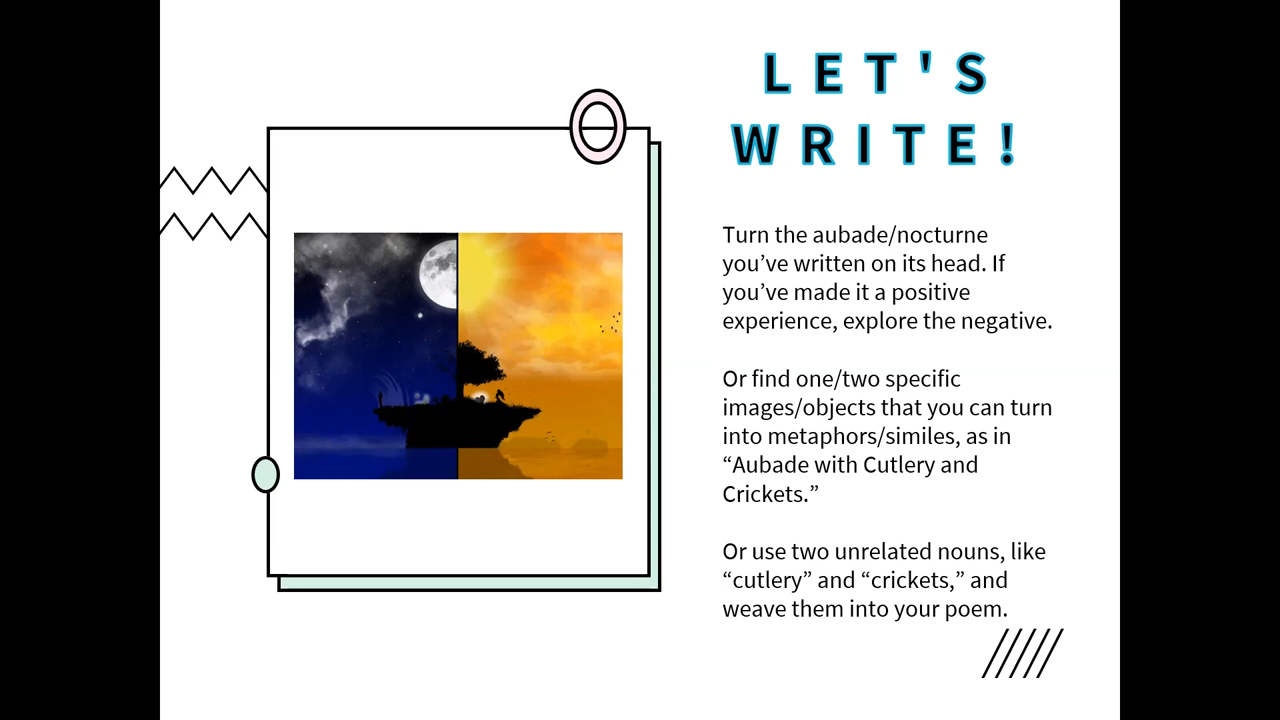 LET'S
WRITE!
Turn the aubade/nocturne
you’ve written on its head. If
you’ve made it a positive
experience, explore the negative.
Or find one/two specific
images/objects that you can turn
into metaphors/similes, as in
“Aubade with Cutlery and
Crickets.”
Or use two unrelated nouns, like
“cutlery” and “crickets,” and
weave them into your poem.